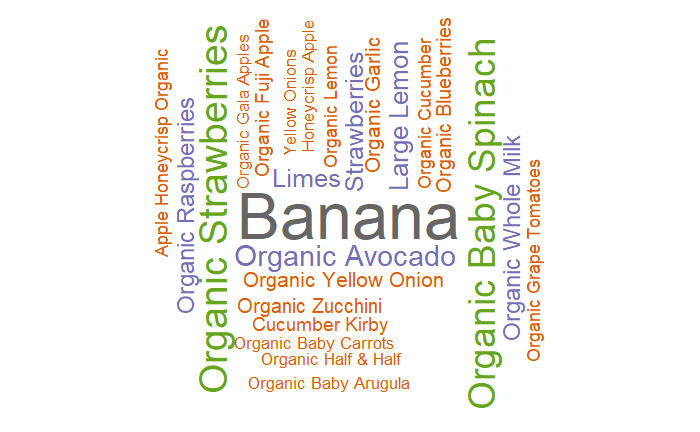 Apple Honeycrisp Organic
Organic Raspberries
Organic Strawberries
Organic Gala Apples
Organic Fuji Apple
Yellow Onions
Honeycrisp Apple
Organic Lemon
Strawberries
Organic Garlic
Large Lemon
Organic Cucumber
Organic Blueberries
Limes
Banana
Organic Avocado
Organic Yellow Onion
Organic Zucchini
Cucumber Kirby
Organic Baby Carrots
Organic Half & Half
Organic Baby Arugula
Organic Baby Spinach
Organic Whole Milk
Organic Grape Tomatoes